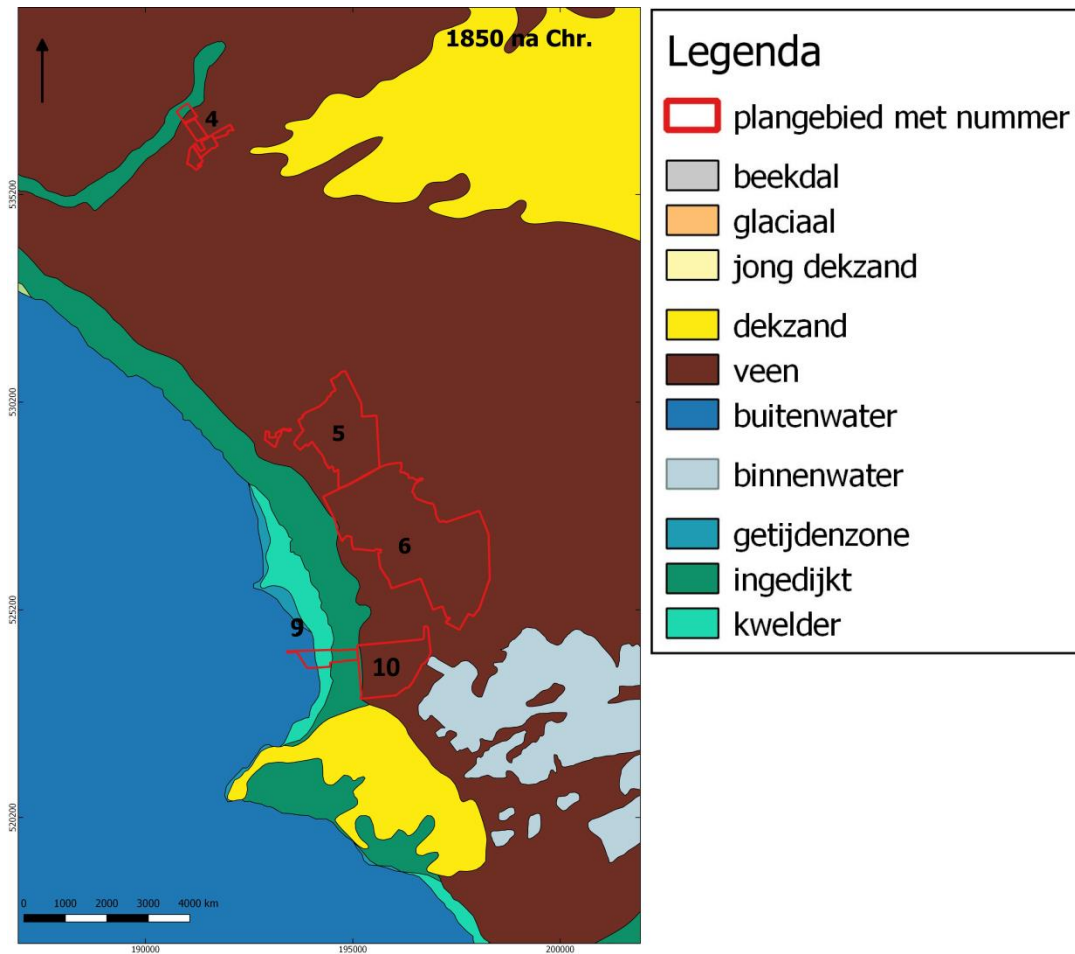 1850 na Chr.
4
5
6
9
10
535200
530200
525200
520200
0 1000 2000 3000 4000 km
190000 195000 200000
Legenda
plangebied met nummer
beekdal
glaciaal
jong dekzand
dekzand
veen
buitenwater
binnenwater
getijdenzone
ingedijkt
kwelder